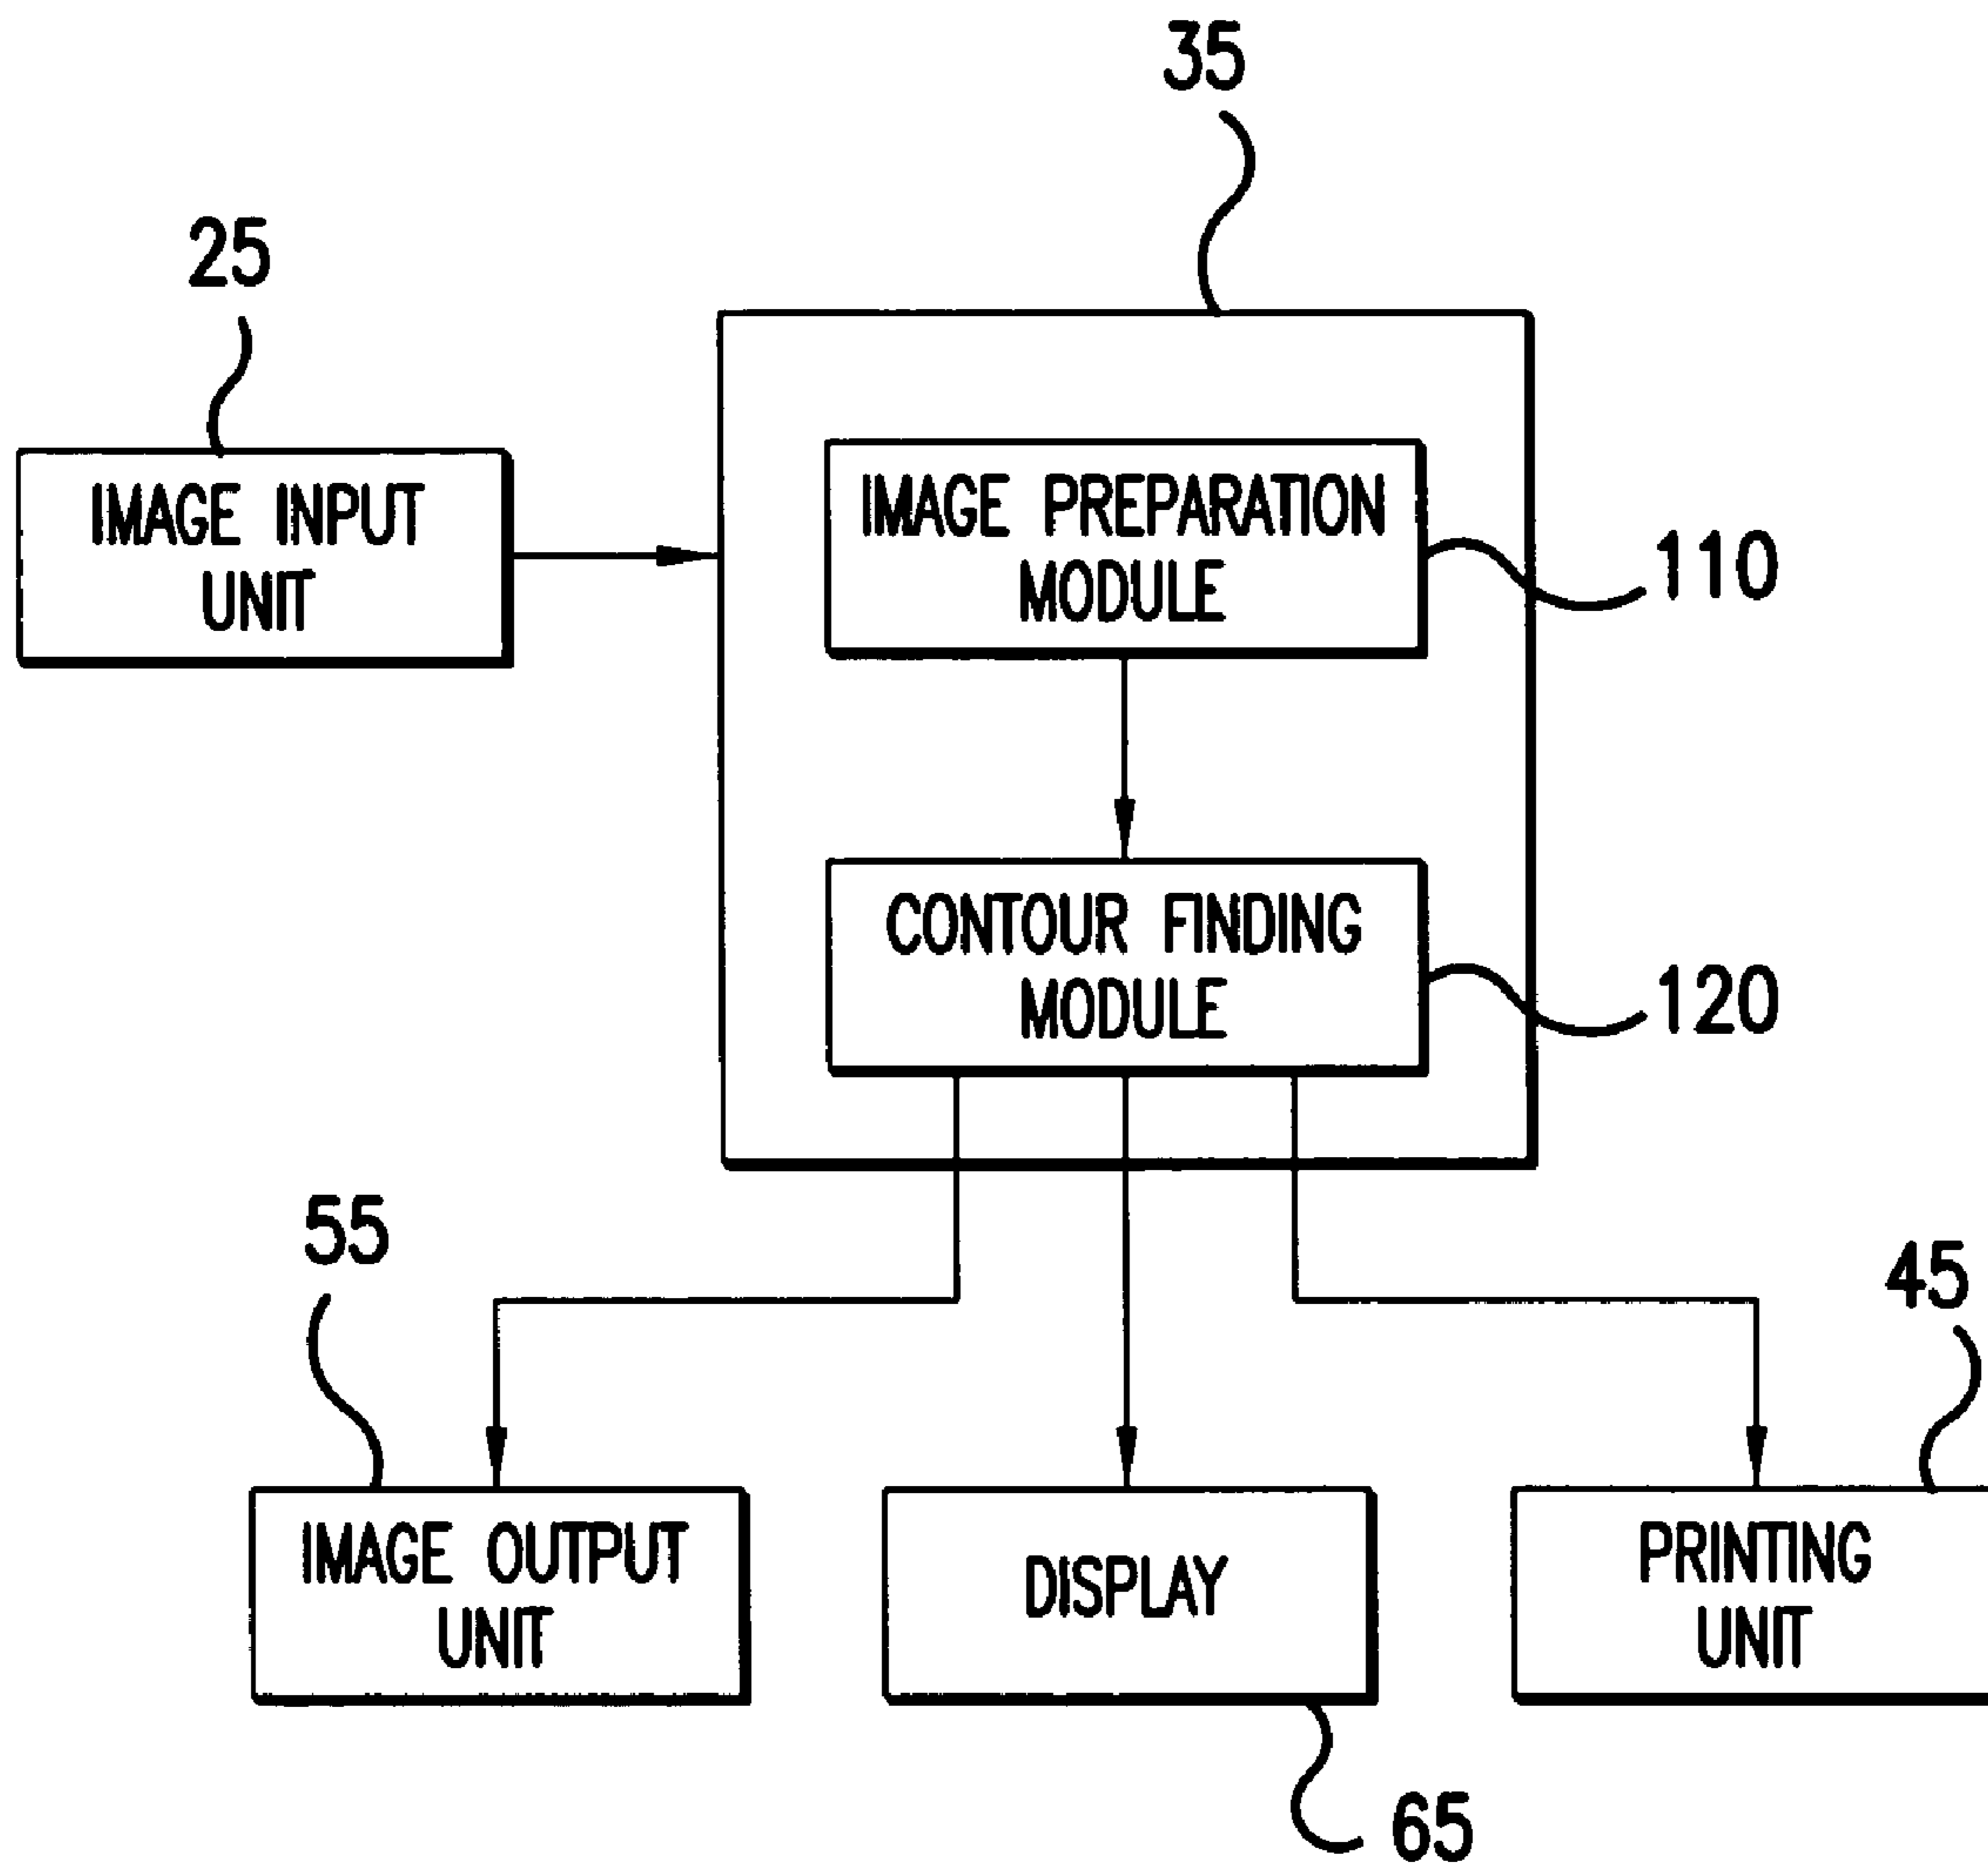 35
25
IMAGE INPUT
UNIT
IMAGE PREPARATION
MODULE
110
CONTOUR FINDING
MODULE
120
55
45
IMAGE OUTPUT
UNIT
DISPLAY
PRINTING
UNIT
65